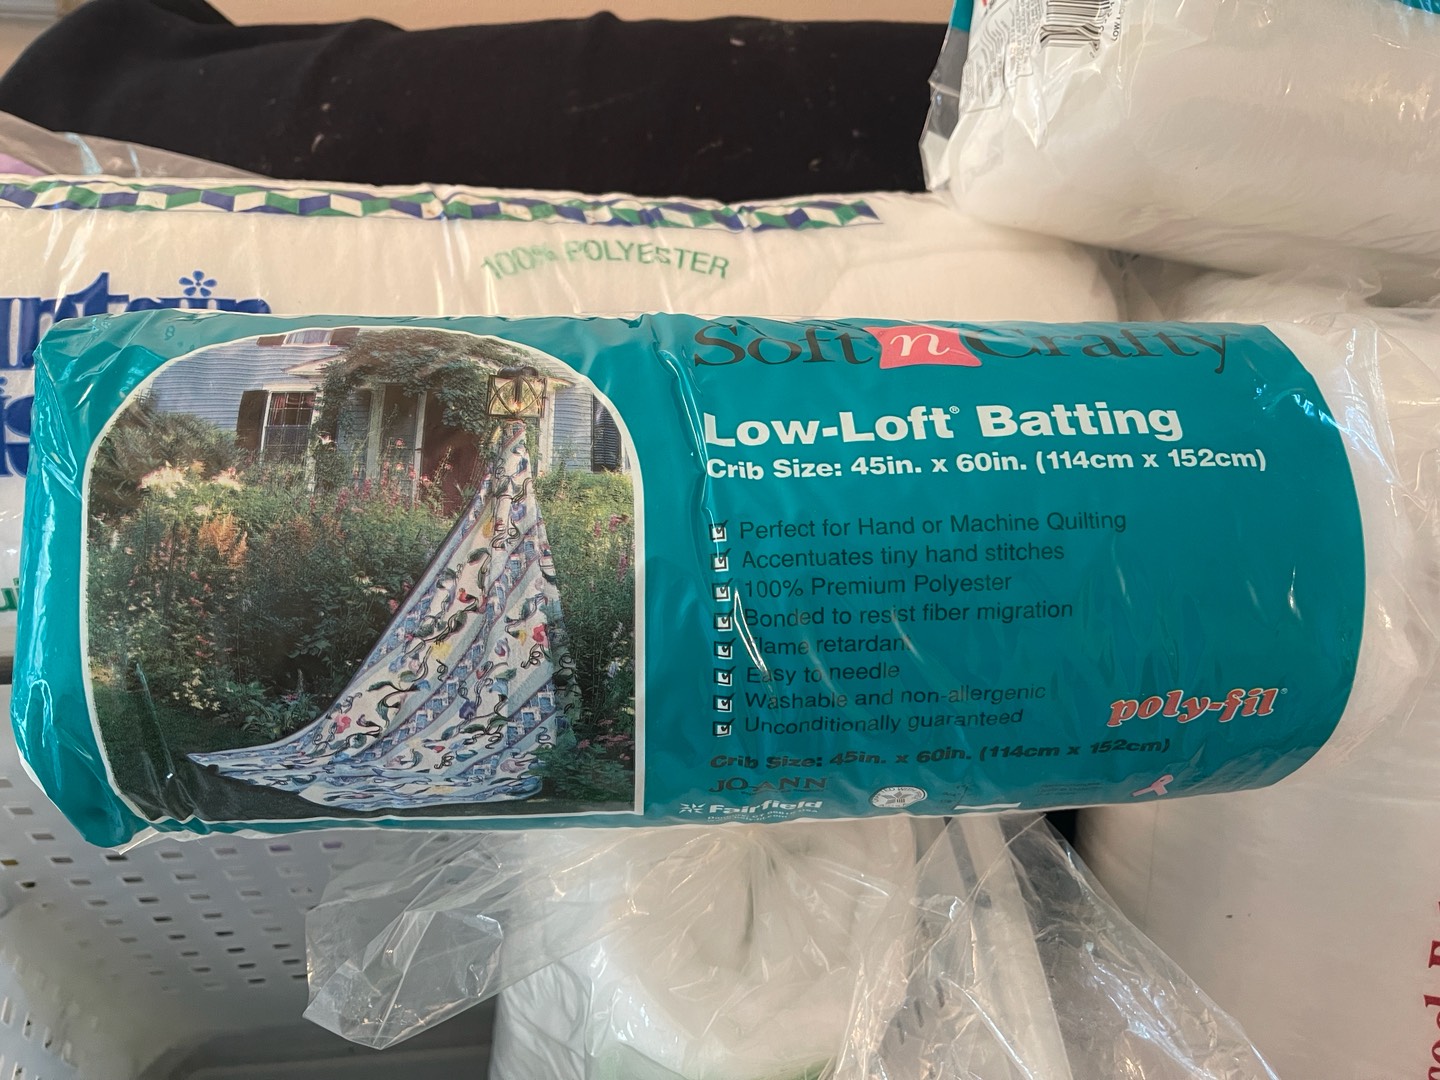 100% POLYESTER
Soft n Crafty
Low-Loft® Batting
Crib Size: 45in. x 60in. (114cm x 152cm)
Perfect for Hand or Machine Quilting
Accentuates tiny hand stitches
100% Premium Polyester
Bonded to resist fiber migration
Flame retardant
Easy to needle
Washable and non-allergenic
Unconditionally guaranteed
poly-fil®
Crib Size: 45in. x 60in. (114cm x 152cm)
JOANN
Fairfield